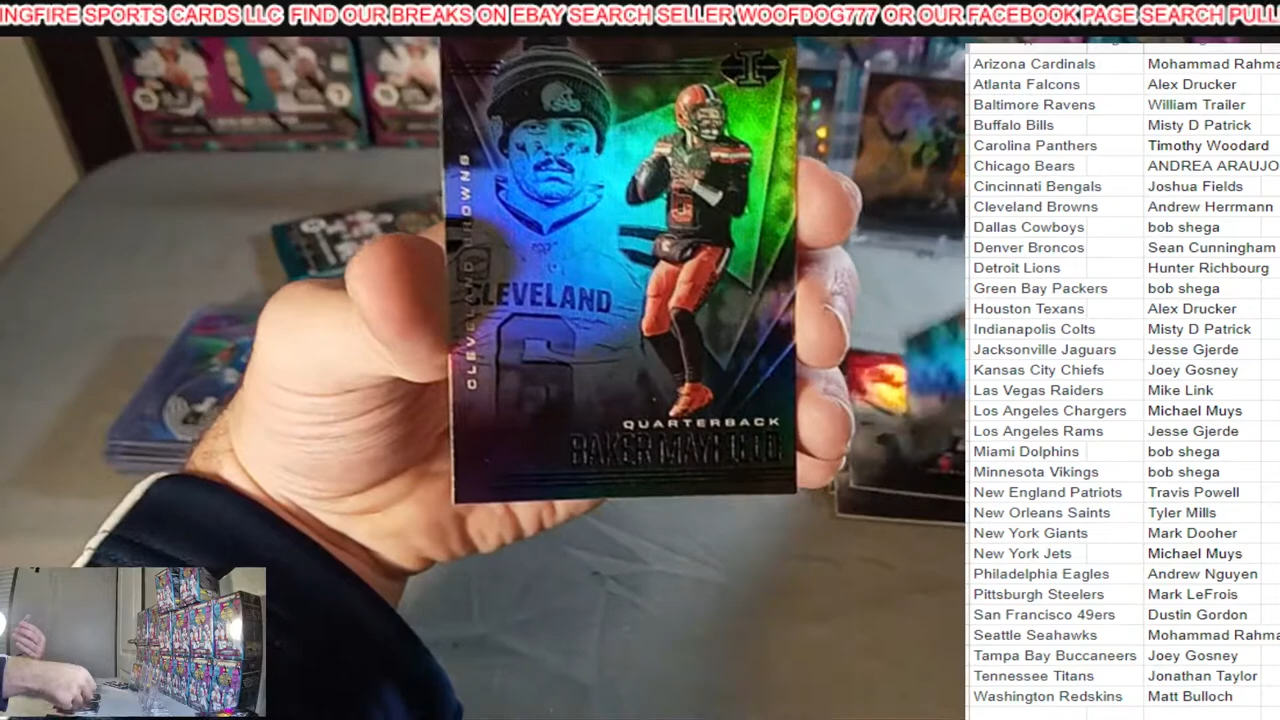 INGFIRE SPORTS CARDS LLC FIND OUR BREAKS ON EBAY SEARCH SELLER WOOFDOG777 OR OUR FACEBOOK PAGE SEARCH PULL
CLEVELAND BROWNS
CLEVELAND
6
QUARTERBACK
BAKER MAYFIELD
Arizona Cardinals Mohammad Rahma
Atlanta Falcons Alex Drucker
Baltimore Ravens William Trailer
Buffalo Bills Misty D Patrick
Carolina Panthers Timothy Woodard
Chicago Bears ANDREA ARAUJO
Cincinnati Bengals Joshua Fields
Cleveland Browns Andrew Herrmann
Dallas Cowboys bob shega
Denver Broncos Sean Cunningham
Detroit Lions Hunter Richbourg
Green Bay Packers bob shega
Houston Texans Alex Drucker
Indianapolis Colts Misty D Patrick
Jacksonville Jaguars Jesse Gjerde
Kansas City Chiefs Joey Gosney
Las Vegas Raiders Mike Link
Los Angeles Chargers Michael Muys
Los Angeles Rams Jesse Gjerde
Miami Dolphins bob shega
Minnesota Vikings bob shega
New England Patriots Travis Powell
New Orleans Saints Tyler Mills
New York Giants Mark Dooher
New York Jets Michael Muys
Philadelphia Eagles Andrew Nguyen
Pittsburgh Steelers Mark LeFrois
San Francisco 49ers Dustin Gordon
Seattle Seahawks Mohammad Rahma
Tampa Bay Buccaneers Joey Gosney
Tennessee Titans Jonathan Taylor
Washington Redskins Matt Bulloch